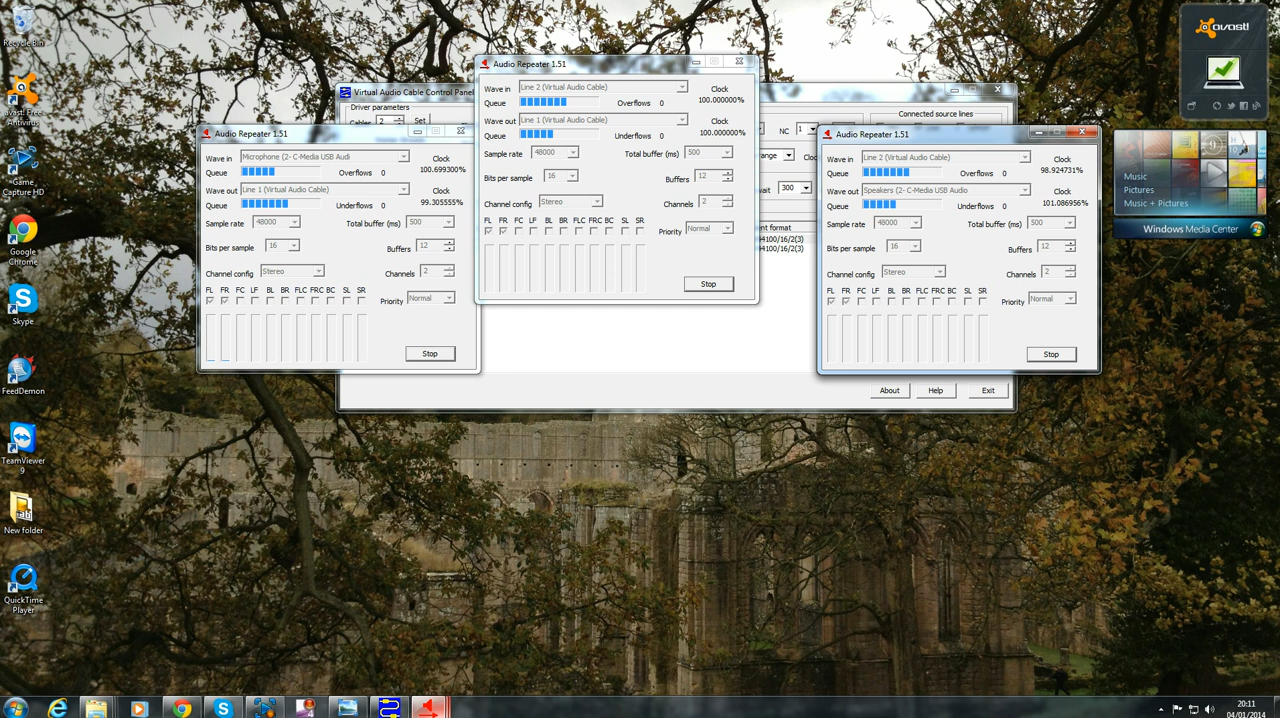 Recycle Bin
avast! Free
Antivirus
Game
Capture HD
Google
Chrome
Skype
FeedDemon
TeamViewer
9
New folder
QuickTime
Player
Audio Repeater 1.51
Wave in
Microphone (2- C-Media USB Audi
Clock
100.699300%
Queue
Overflows 0
Wave out
Line 1 (Virtual Audio Cable)
Clock
99.305555%
Queue
Underflows 0
Sample rate
48000
Total buffer (ms)
500
Bits per sample
16
Buffers
12
Channel config
Stereo
Channels
2
FL FR FC LF BL BR FLC FRC BC SL SR
Priority
Normal
Stop
Virtual Audio Cable Control Panel
Driver parameters
Cables
2
Set
NC
1
Connected source lines
300
About
Help
Exit
Audio Repeater 1.51
Wave in
Line 2 (Virtual Audio Cable)
Clock
100.000000%
Queue
Overflows 0
Wave out
Line 1 (Virtual Audio Cable)
Clock
100.000000%
Queue
Underflows 0
Sample rate
48000
Total buffer (ms)
500
Bits per sample
16
Buffers
12
Channel config
Stereo
Channels
2
FL FR FC LF BL BR FLC FRC BC SL SR
Priority
Normal
Stop
44100/16/2(3)
44100/16/2(3)
Audio Repeater 1.51
Wave in
Line 2 (Virtual Audio Cable)
Clock
98.924731%
Queue
Overflows 0
Wave out
Speakers (2- C-Media USB Audio
Clock
101.086956%
Queue
Underflows 0
Sample rate
48000
Total buffer (ms)
500
Bits per sample
16
Buffers
12
Channel config
Stereo
Channels
2
FL FR FC LF BL BR FLC FRC BC SL SR
Priority
Normal
Stop
avast!
Music
Pictures
Music + Pictures
Windows Media Center
20:11
04/01/2014